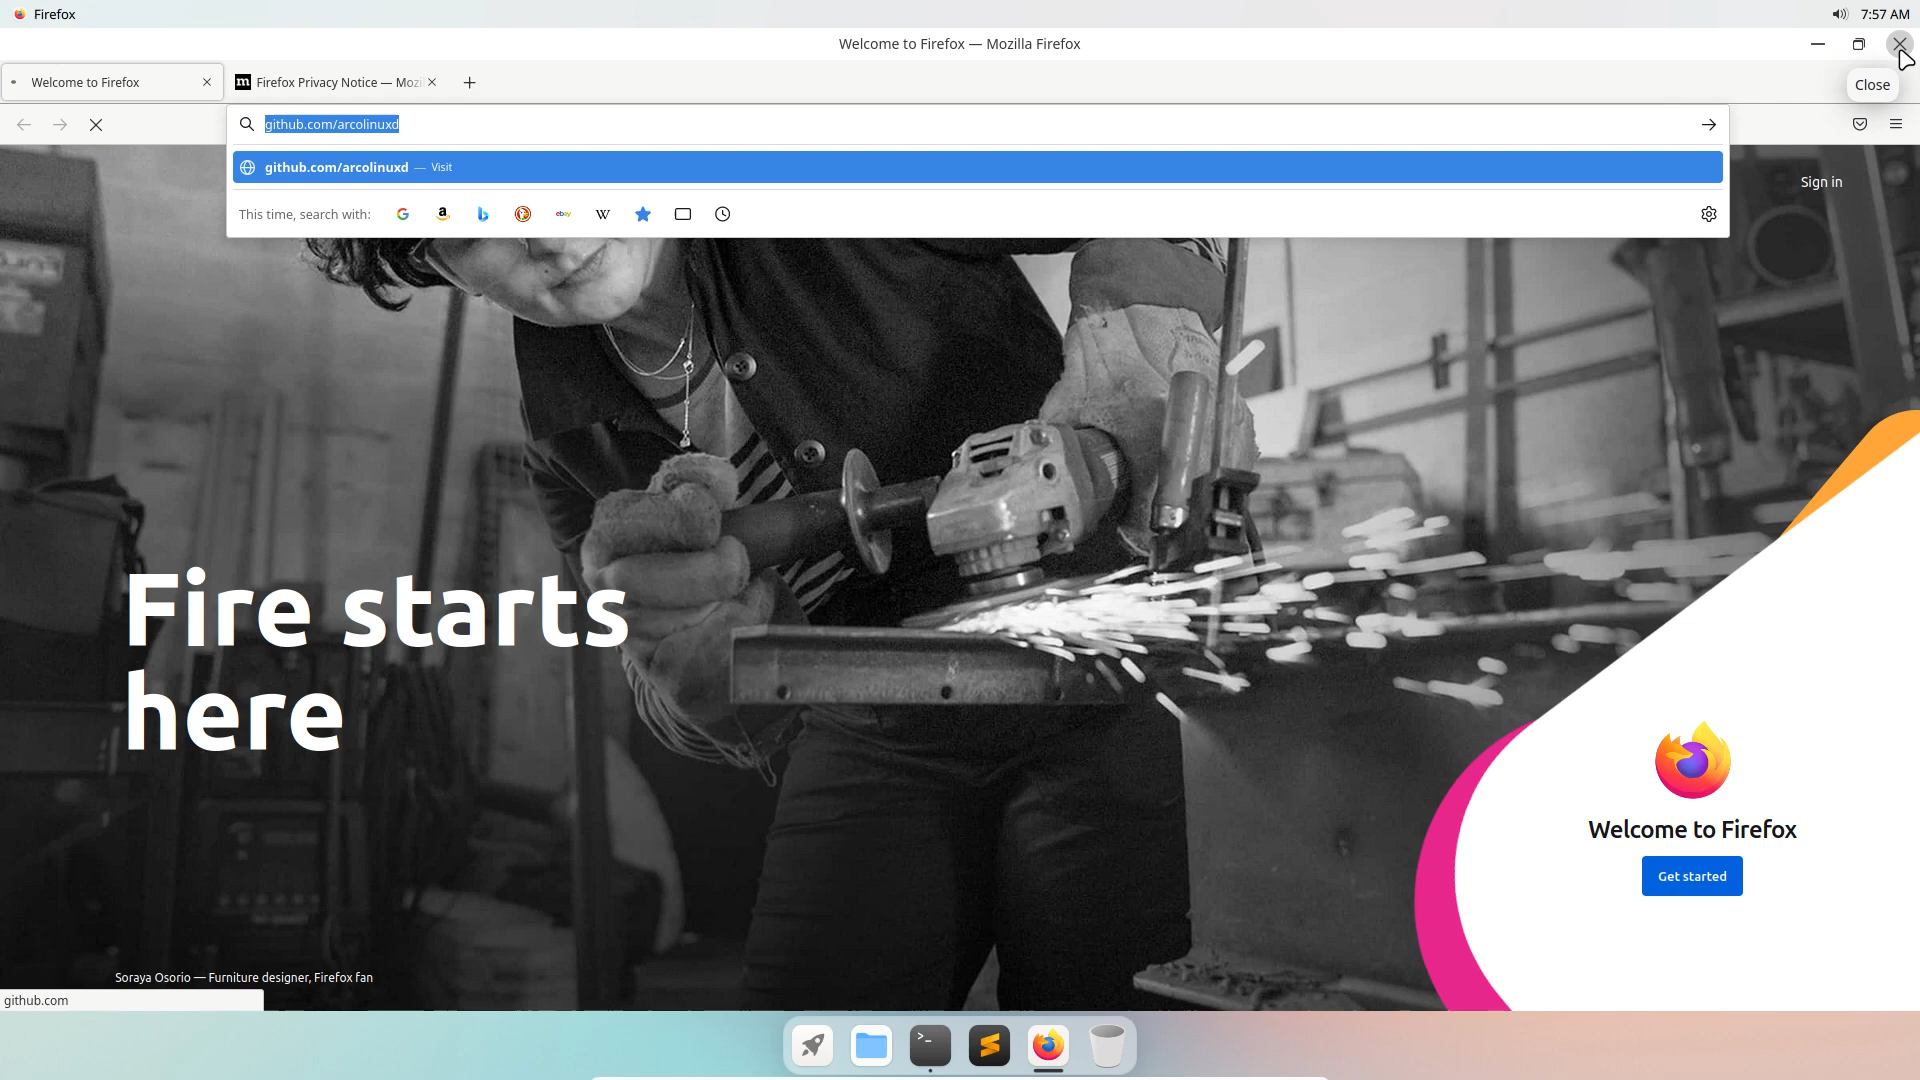 Firefox
7:57 AM
Welcome to Firefox — Mozilla Firefox
Welcome to Firefox
Firefox Privacy Notice — Mozi
Close
github.com/arcolinuxd
github.com/arcolinuxd — Visit
This time, search with:
a
ebay
W
Sign in
Fire starts
here
Welcome to Firefox
Get started
Soraya Osorio — Furniture designer, Firefox fan
github.com